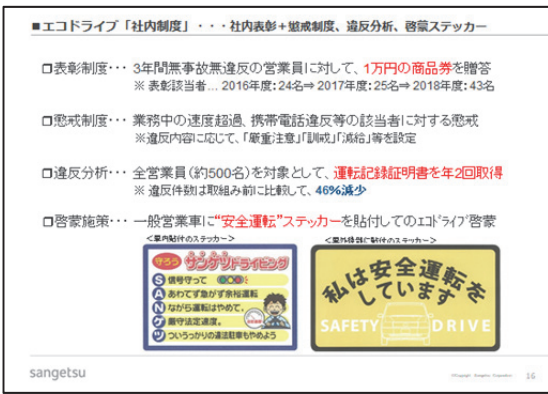 ■エコドライブ「社内制度」・・・社内表彰+懲戒制度、違反分析、啓蒙ステッカー
□表彰制度・・・ 3年間無事故無違反の営業員に対して、1万円の商品券を贈答
※ 表彰該当者… 2016年度:24名⇒ 2017年度:25名⇒ 2018年度:43名
□懲戒制度・・・ 業務中の速度超過、携帯電話違反等の該当者に対する懲戒
※違反内容に応じて、「厳重注意」「訓戒」「減給」等を設定
□違反分析・・・ 全営業員(約500名)を対象として、運転記録証明書を年2回取得
※ 違反件数は取組み前に比較して、46%減少
□啓蒙施策・・・ 一般営業車に“安全運転”ステッカーを貼付してのエコドライブ啓蒙
<車内貼付のステッカー>
<車外後部に貼付のステッカー>
守ろう サンゲツドライビング
S 信号守って
A あわてず急がず余裕運転
N ながら運転はやめて。
ゲ 厳守法定速度。
ツ ついうっかりの違法駐車もやめよう
私は安全運転を
しています
SAFETY DRIVE
sangetsu
16